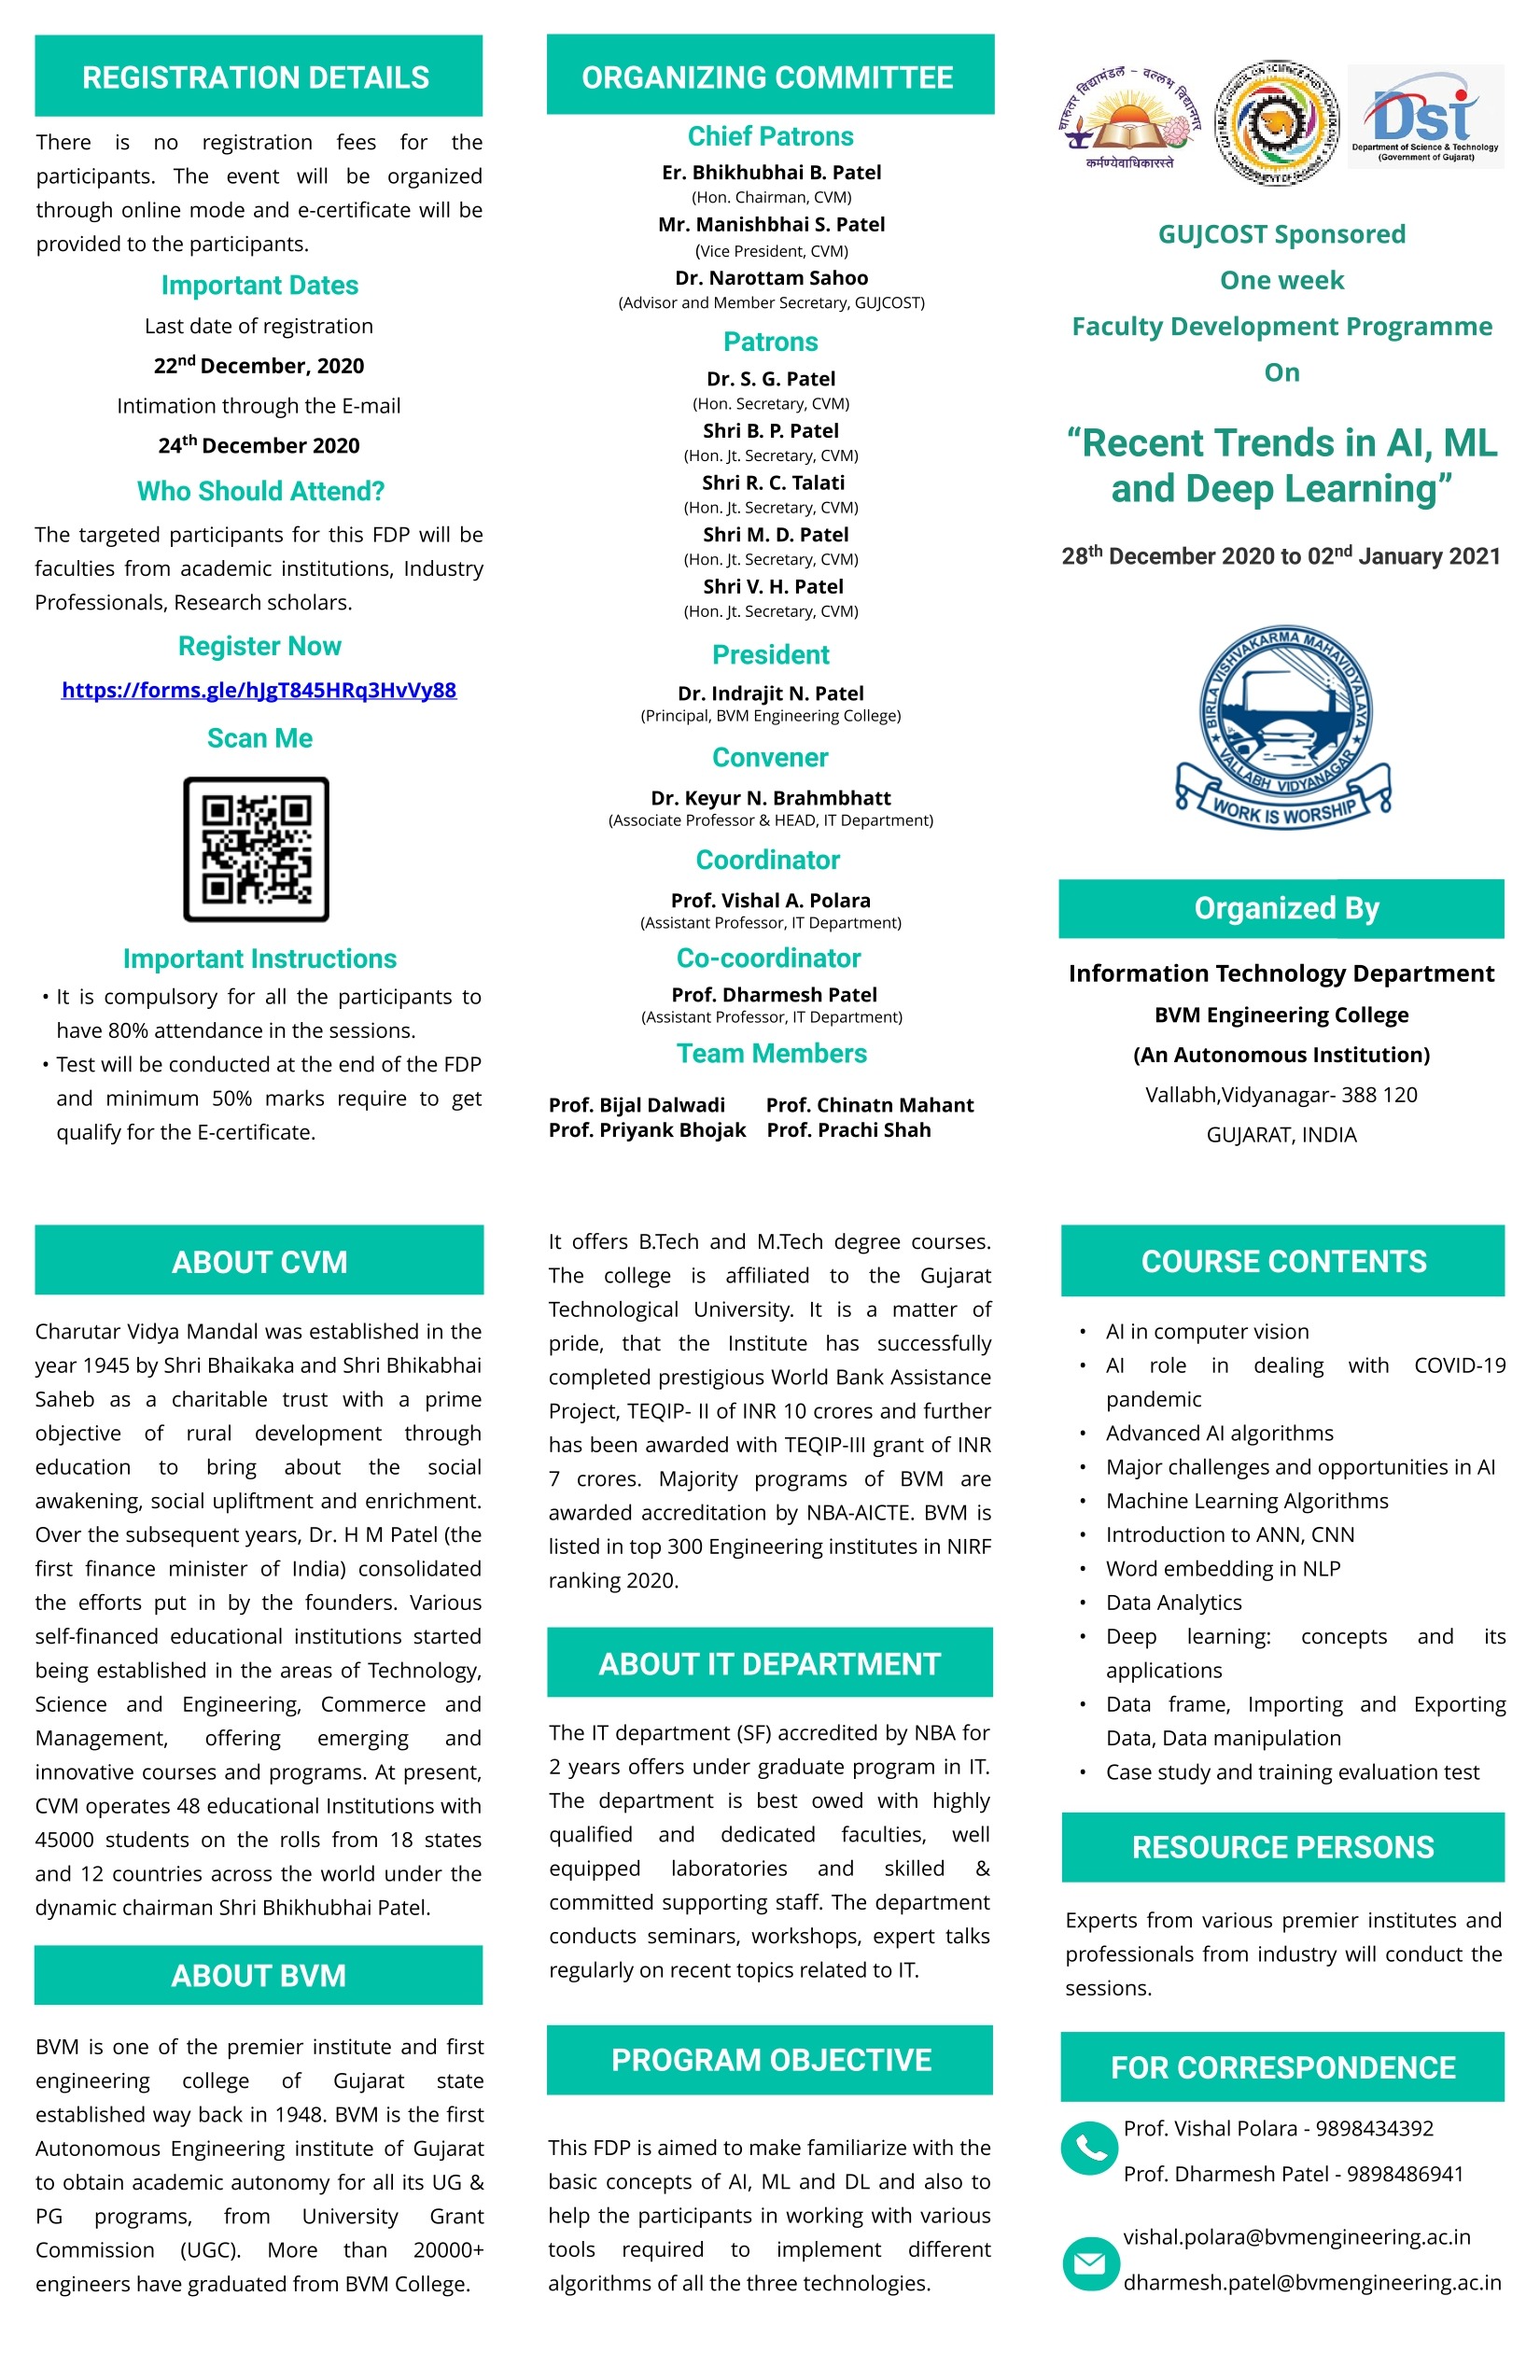 REGISTRATION DETAILS
There is no registration fees for the
participants. The event will be organized
through online mode and e-certificate will be
provided to the participants.
Important Dates
Last date of registration
22nd December, 2020
Intimation through the E-mail
24th December 2020
Who Should Attend?
The targeted participants for this FDP will be
faculties from academic institutions, Industry
Professionals, Research scholars.
Register Now
https://forms.gle/hJgT845HRq3HvVy88
Scan Me
Important Instructions
• It is compulsory for all the participants to
have 80% attendance in the sessions.
• Test will be conducted at the end of the FDP
and minimum 50% marks require to get
qualify for the E-certificate.
ORGANIZING COMMITTEE
Chief Patrons
Er. Bhikhubhai B. Patel
(Hon. Chairman, CVM)
Mr. Manishbhai S. Patel
(Vice President, CVM)
Dr. Narottam Sahoo
(Advisor and Member Secretary, GUJCOST)
Patrons
Dr. S. G. Patel
(Hon. Secretary, CVM)
Shri B. P. Patel
(Hon. Jt. Secretary, CVM)
Shri R. C. Talati
(Hon. Jt. Secretary, CVM)
Shri M. D. Patel
(Hon. Jt. Secretary, CVM)
Shri V. H. Patel
(Hon. Jt. Secretary, CVM)
President
Dr. Indrajit N. Patel
(Principal, BVM Engineering College)
Convener
Dr. Keyur N. Brahmbhatt
(Associate Professor & HEAD, IT Department)
Coordinator
Prof. Vishal A. Polara
(Assistant Professor, IT Department)
Co-coordinator
Prof. Dharmesh Patel
(Assistant Professor, IT Department)
Team Members
Prof. Bijal Dalwadi Prof. Chinatn Mahant
Prof. Priyank Bhojak Prof. Prachi Shah
चारुतर विद्यामंडल - वल्लभ विद्यानगर
कर्मण्येवाधिकारस्ते
Dst
Department of Science & Technology
(Government of Gujarat)
GUJCOST Sponsored
One week
Faculty Development Programme
On
“Recent Trends in AI, ML
and Deep Learning”
28th December 2020 to 02nd January 2021
BIRLA VISHVAKARMA MAHAVIDYALAYA
VALLABH VIDYANAGAR
WORK IS WORSHIP
Organized By
Information Technology Department
BVM Engineering College
(An Autonomous Institution)
Vallabh,Vidyanagar- 388 120
GUJARAT, INDIA
ABOUT CVM
Charutar Vidya Mandal was established in the
year 1945 by Shri Bhaikaka and Shri Bhikabhai
Saheb as a charitable trust with a prime
objective of rural development through
education to bring about the social
awakening, social upliftment and enrichment.
Over the subsequent years, Dr. H M Patel (the
first finance minister of India) consolidated
the efforts put in by the founders. Various
self-financed educational institutions started
being established in the areas of Technology,
Science and Engineering, Commerce and
Management, offering emerging and
innovative courses and programs. At present,
CVM operates 48 educational Institutions with
45000 students on the rolls from 18 states
and 12 countries across the world under the
dynamic chairman Shri Bhikhubhai Patel.
ABOUT BVM
BVM is one of the premier institute and first
engineering college of Gujarat state
established way back in 1948. BVM is the first
Autonomous Engineering institute of Gujarat
to obtain academic autonomy for all its UG &
PG programs, from University Grant
Commission (UGC). More than 20000+
engineers have graduated from BVM College.
It offers B.Tech and M.Tech degree courses.
The college is affiliated to the Gujarat
Technological University. It is a matter of
pride, that the Institute has successfully
completed prestigious World Bank Assistance
Project, TEQIP- II of INR 10 crores and further
has been awarded with TEQIP-III grant of INR
7 crores. Majority programs of BVM are
awarded accreditation by NBA-AICTE. BVM is
listed in top 300 Engineering institutes in NIRF
ranking 2020.
ABOUT IT DEPARTMENT
The IT department (SF) accredited by NBA for
2 years offers under graduate program in IT.
The department is best owed with highly
qualified and dedicated faculties, well
equipped laboratories and skilled &
committed supporting staff. The department
conducts seminars, workshops, expert talks
regularly on recent topics related to IT.
PROGRAM OBJECTIVE
This FDP is aimed to make familiarize with the
basic concepts of AI, ML and DL and also to
help the participants in working with various
tools required to implement different
algorithms of all the three technologies.
COURSE CONTENTS
• AI in computer vision
• AI role in dealing with COVID-19
pandemic
• Advanced AI algorithms
• Major challenges and opportunities in AI
• Machine Learning Algorithms
• Introduction to ANN, CNN
• Word embedding in NLP
• Data Analytics
• Deep learning: concepts and its
applications
• Data frame, Importing and Exporting
Data, Data manipulation
• Case study and training evaluation test
RESOURCE PERSONS
Experts from various premier institutes and
professionals from industry will conduct the
sessions.
FOR CORRESPONDENCE
Prof. Vishal Polara - 9898434392
Prof. Dharmesh Patel - 9898486941
vishal.polara@bvmengineering.ac.in
dharmesh.patel@bvmengineering.ac.in